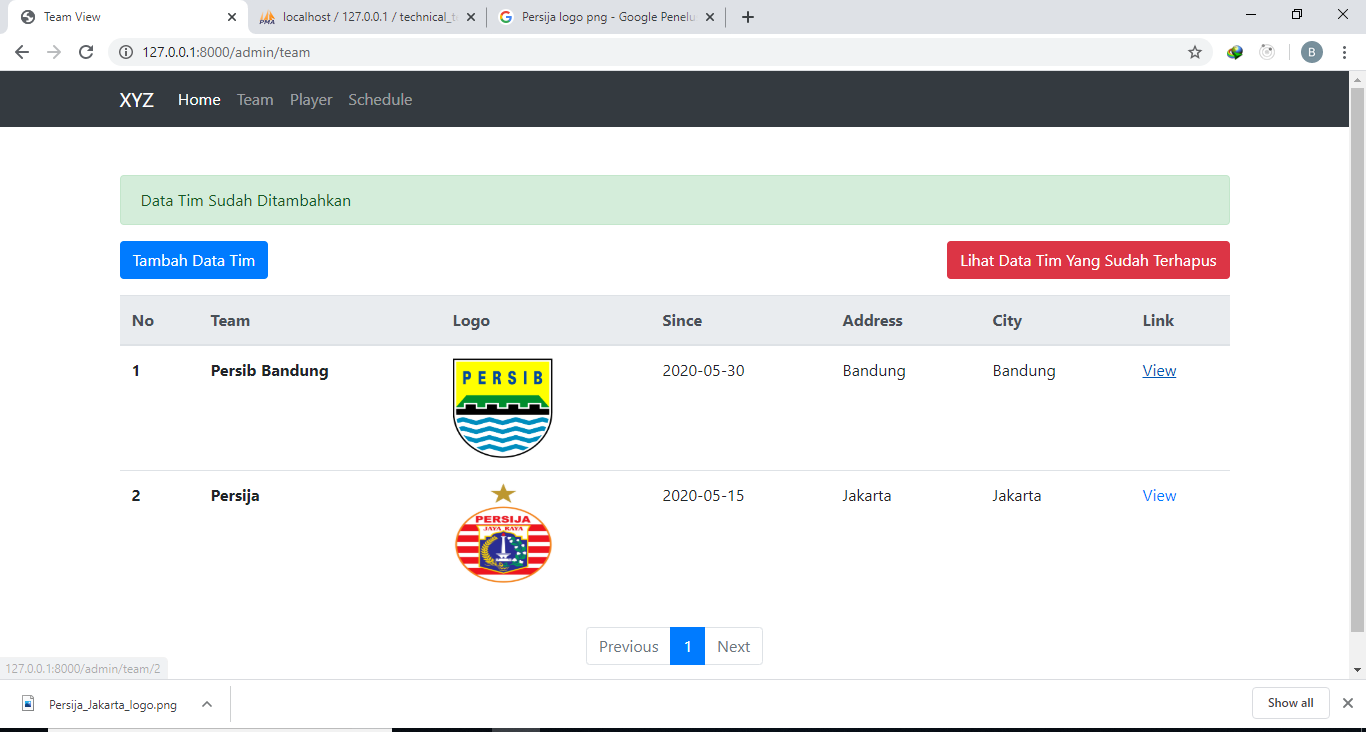 Team View
localhost / 127.0.0.1 / technical_t
Persija logo png - Google Penelu
127.0.0.1:8000/admin/team
B
XYZ Home Team Player Schedule
Data Tim Sudah Ditambahkan
Tambah Data Tim
Lihat Data Tim Yang Sudah Terhapus
No Team Logo Since Address City Link
1 Persib Bandung PERSIB 2020-05-30 Bandung Bandung View
2 Persija 2020-05-15 Jakarta Jakarta View
PERSIJA
JAYA RAYA
Previous 1 Next
127.0.0.1:8000/admin/team/2
Persija_Jakarta_logo.png
Show all